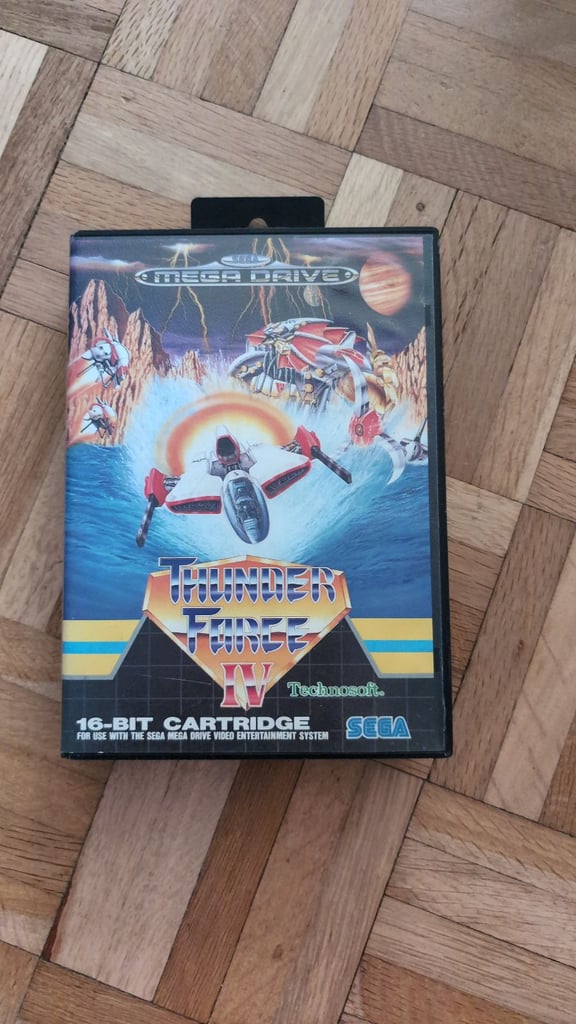 SEGA
MEGA DRIVE
THUNDER
FORCE
IV
Technosoft.
16-BIT CARTRIDGE
FOR USE WITH THE SEGA MEGA DRIVE VIDEO ENTERTAINMENT SYSTEM
SEGA